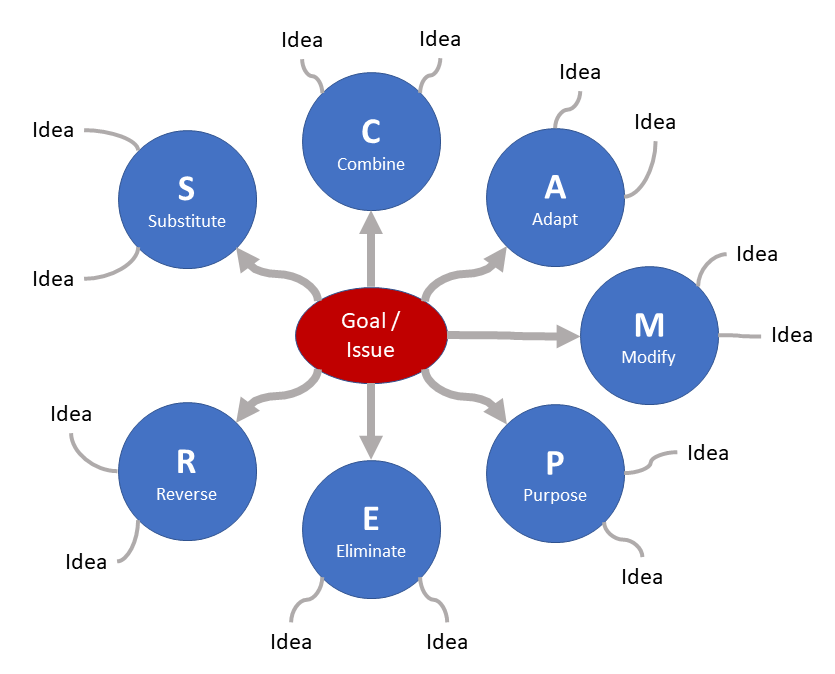 Idea
Idea
Idea
Idea
Idea
Idea
C
Combine
S
Substitute
A
Adapt
Idea
Idea
Goal /
Issue
M
Modify
Idea
Idea
R
Reverse
P
Purpose
Idea
Idea
E
Eliminate
Idea
Idea
Idea